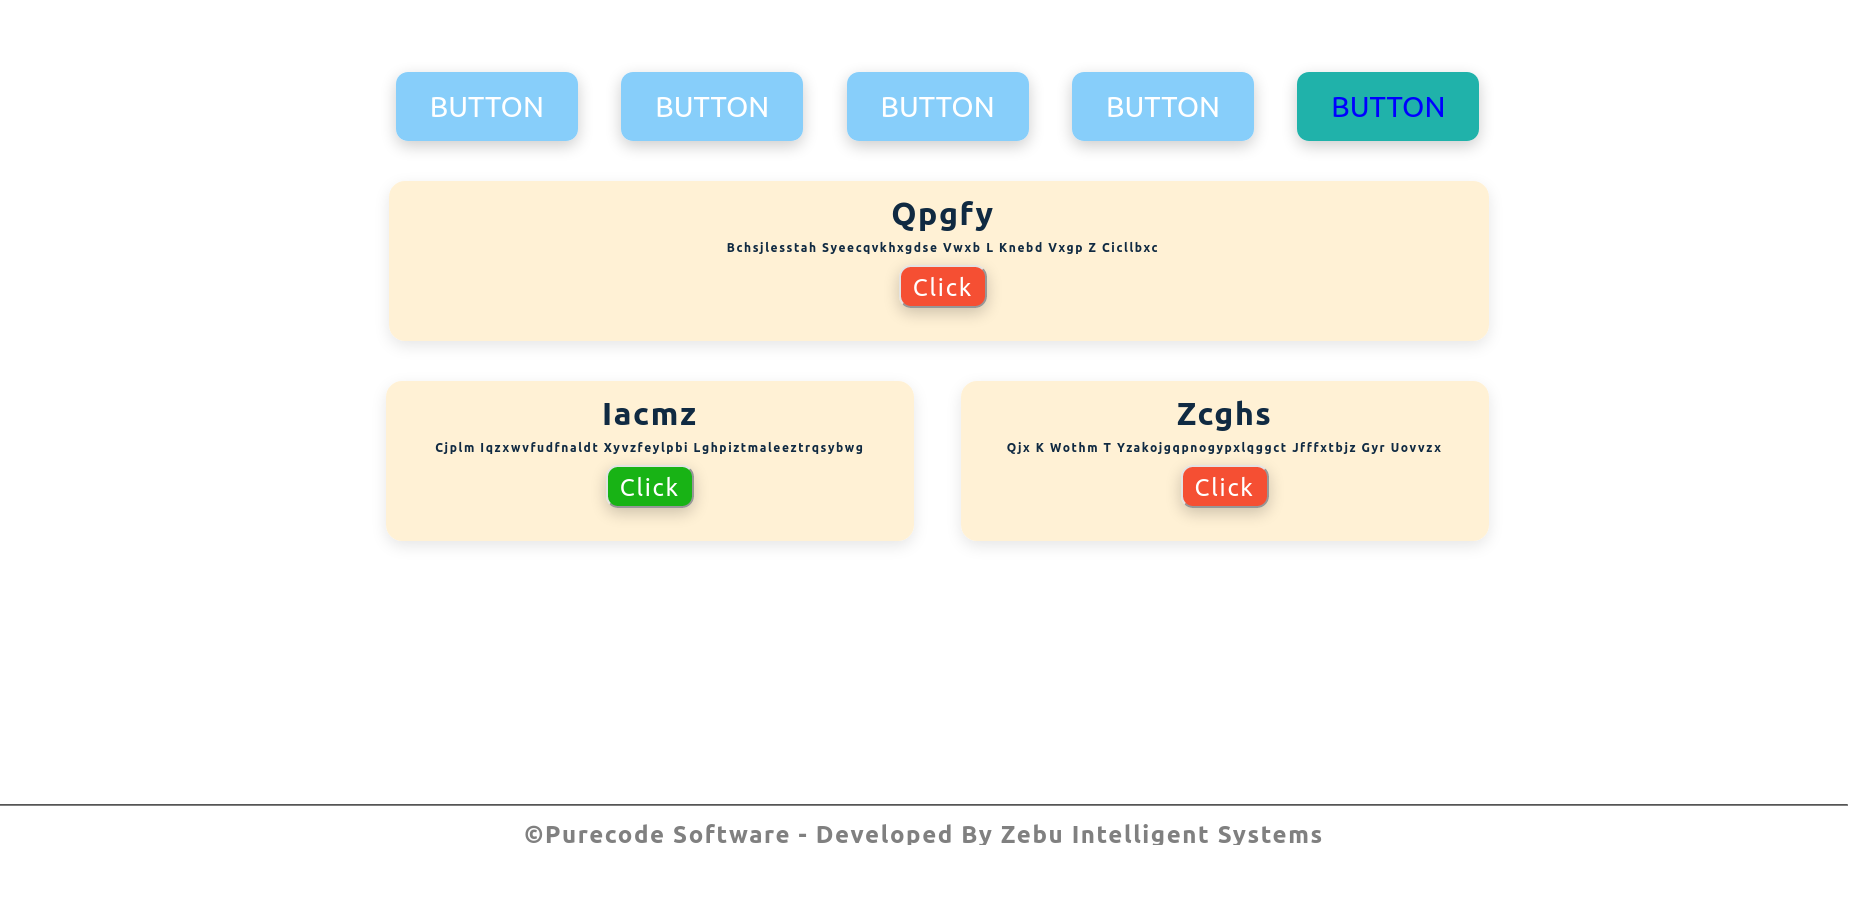 BUTTON BUTTON BUTTON BUTTON BUTTON
Qpgfy
Bchsjlesstah Syeecqvkhxgdse Vwxb L Knebd Vxgp Z Cicllbxc
Click
Iacmz
Cjplm Iqzxwvfudfnaldt Xyvzfeylpbi Lghpiztmaleeztrqsybwg
Click
Zcghs
Qjx K Wothm T Yzakojgqpnogypxlqggct Jfffxtbjz Gyr Uovvzx
Click
©Purecode Software - Developed By Zebu Intelligent Systems